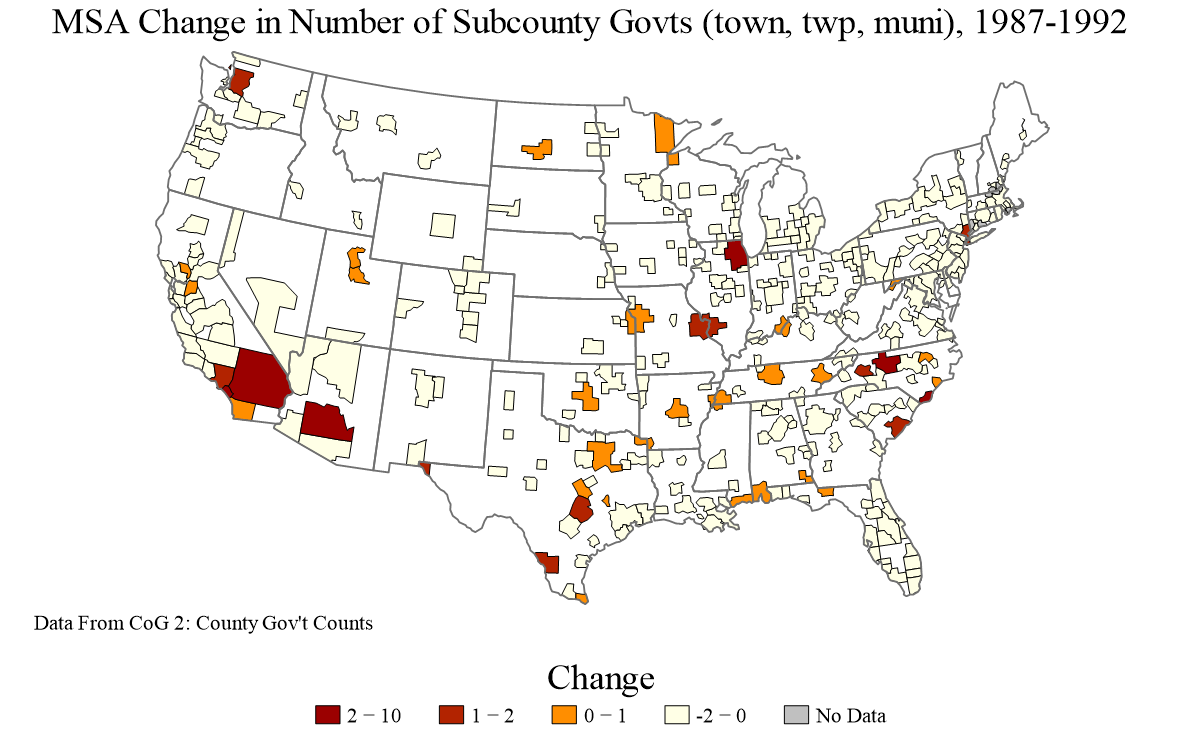 MSA Change in Number of Subcounty Govts (town, twp, muni), 1987-1992
Data From CoG 2: County Gov't Counts
Change
2 − 10
1 − 2
0 − 1
-2 − 0
No Data